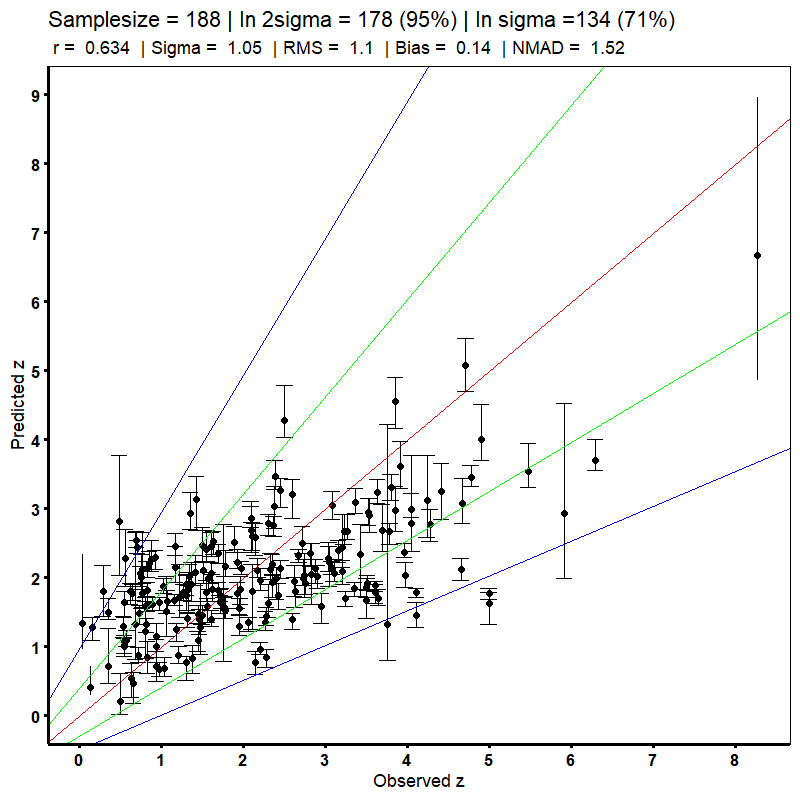 Samplesize = 188 | In 2sigma = 178 (95%) | In sigma =134 (71%)
r = 0.634 | Sigma = 1.05 | RMS = 1.1 | Bias = 0.14 | NMAD = 1.52
9
8
7
6
5
4
3
2
1
0
Predicted z
0 1 2 3 4 5 6 7 8
Observed z